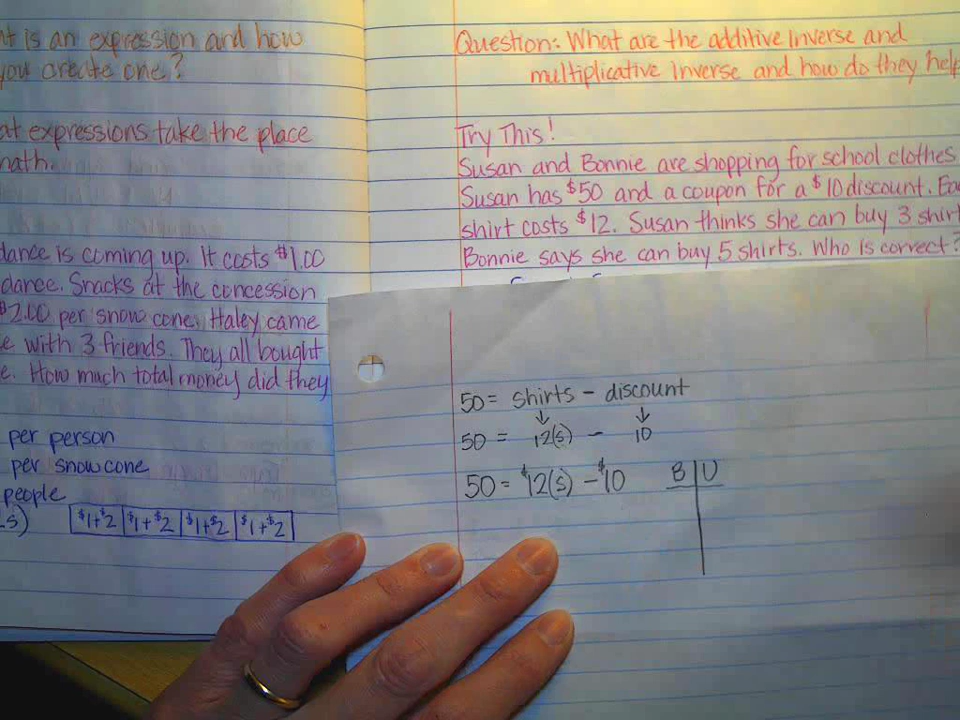 is an expression and how
you create one?
at expressions take the place
math.
dance is coming up. It costs $1.00
dance. Snacks at the concession
$2.00 per snow cone. Haley came
with 3 friends. They all bought
How much total money did they
per person
per snow cone
people
s)
$1+$2 $1+$2 $1+$2 $1+$2
Question: What are the additive inverse and
multiplicative inverse and how do they help
Try This!
Susan and Bonnie are shopping for school clothes
Susan has $50 and a coupon for a $10 discount. Ea
shirt costs $12. Susan thinks she can buy 3 shirt
Bonnie says she can buy 5 shirts. Who is correct?
50 = shirts - discount
50 = 12(s) - 10
50 = $12(s) - $10
B U